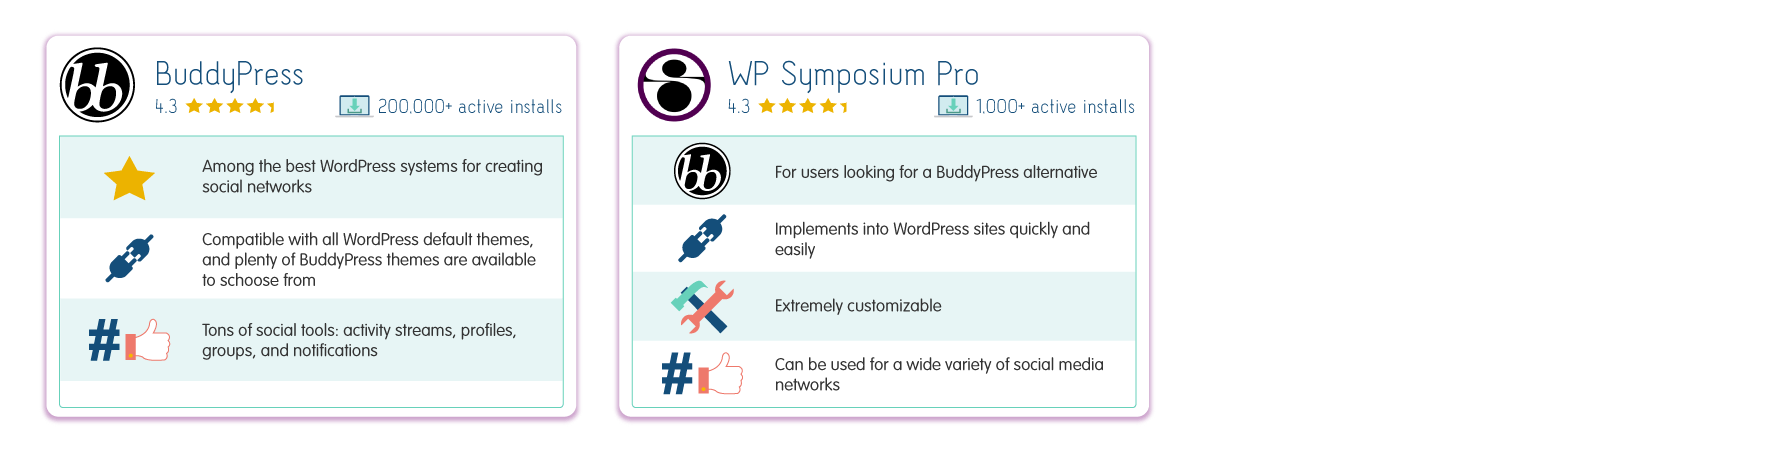 bb
BuddyPress
4.3
200.000+ active installs
Among the best WordPress systems for creating
social networks
Compatible with all WordPress default themes,
and plenty of BuddyPress themes are available
to schoose from
#
Tons of social tools: activity streams, profiles,
groups, and notifications
WP Symposium Pro
4.3
1.000+ active installs
bb
For users looking for a BuddyPress alternative
Implements into WordPress sites quickly and
easily
Extremely customizable
#
Can be used for a wide variety of social media
networks